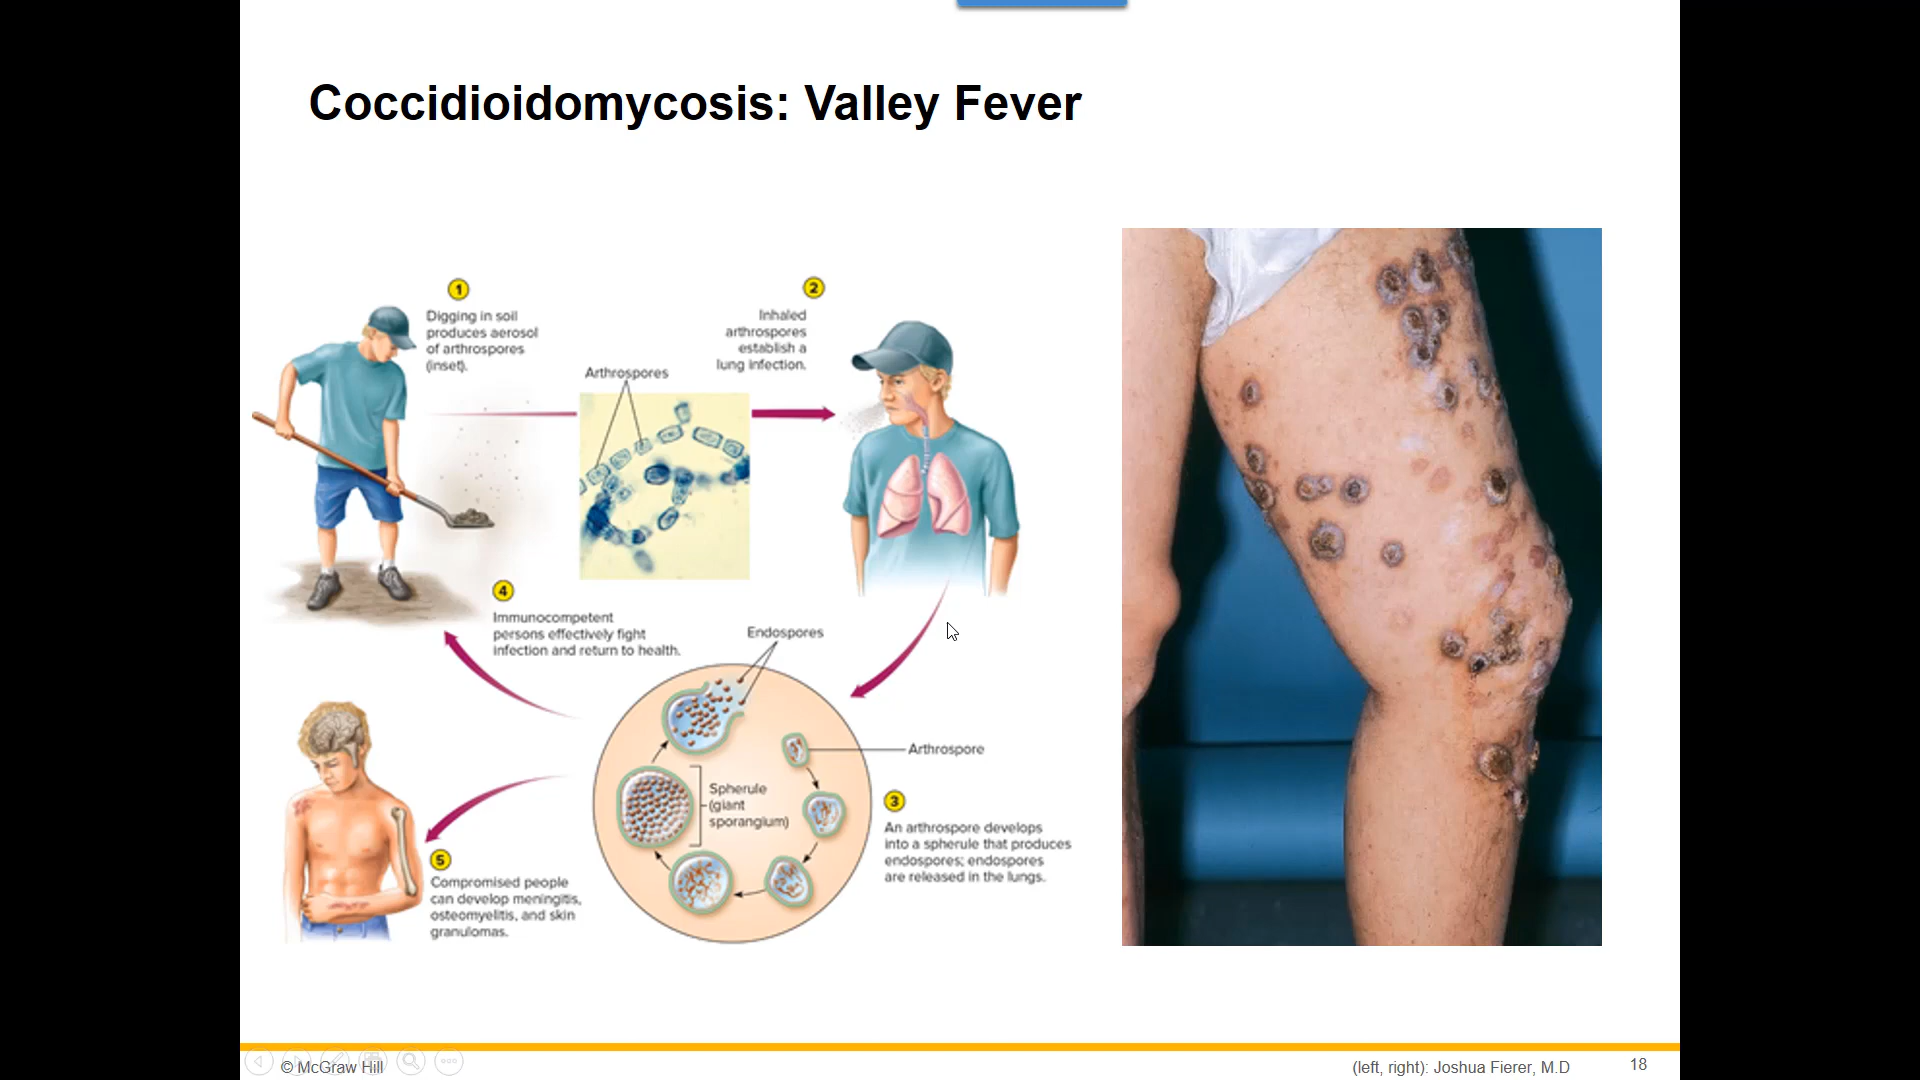 Coccidioidomycosis: Valley Fever
1
Digging in soil
produces aerosol
of arthrospores
(inset).
Arthrospores
2
Inhaled
arthrospores
establish a
lung infection.
4
Immunocompetent
persons effectively fight
infection and return to health.
Endospores
Arthrospore
Spherule
(giant
sporangium)
3
An arthrospore develops
into a spherule that produces
endospores; endospores
are released in the lungs.
5
Compromised people
can develop meningitis,
osteomyelitis, and skin
granulomas.
© McGraw Hill
(left, right): Joshua Fierer, M.D
18